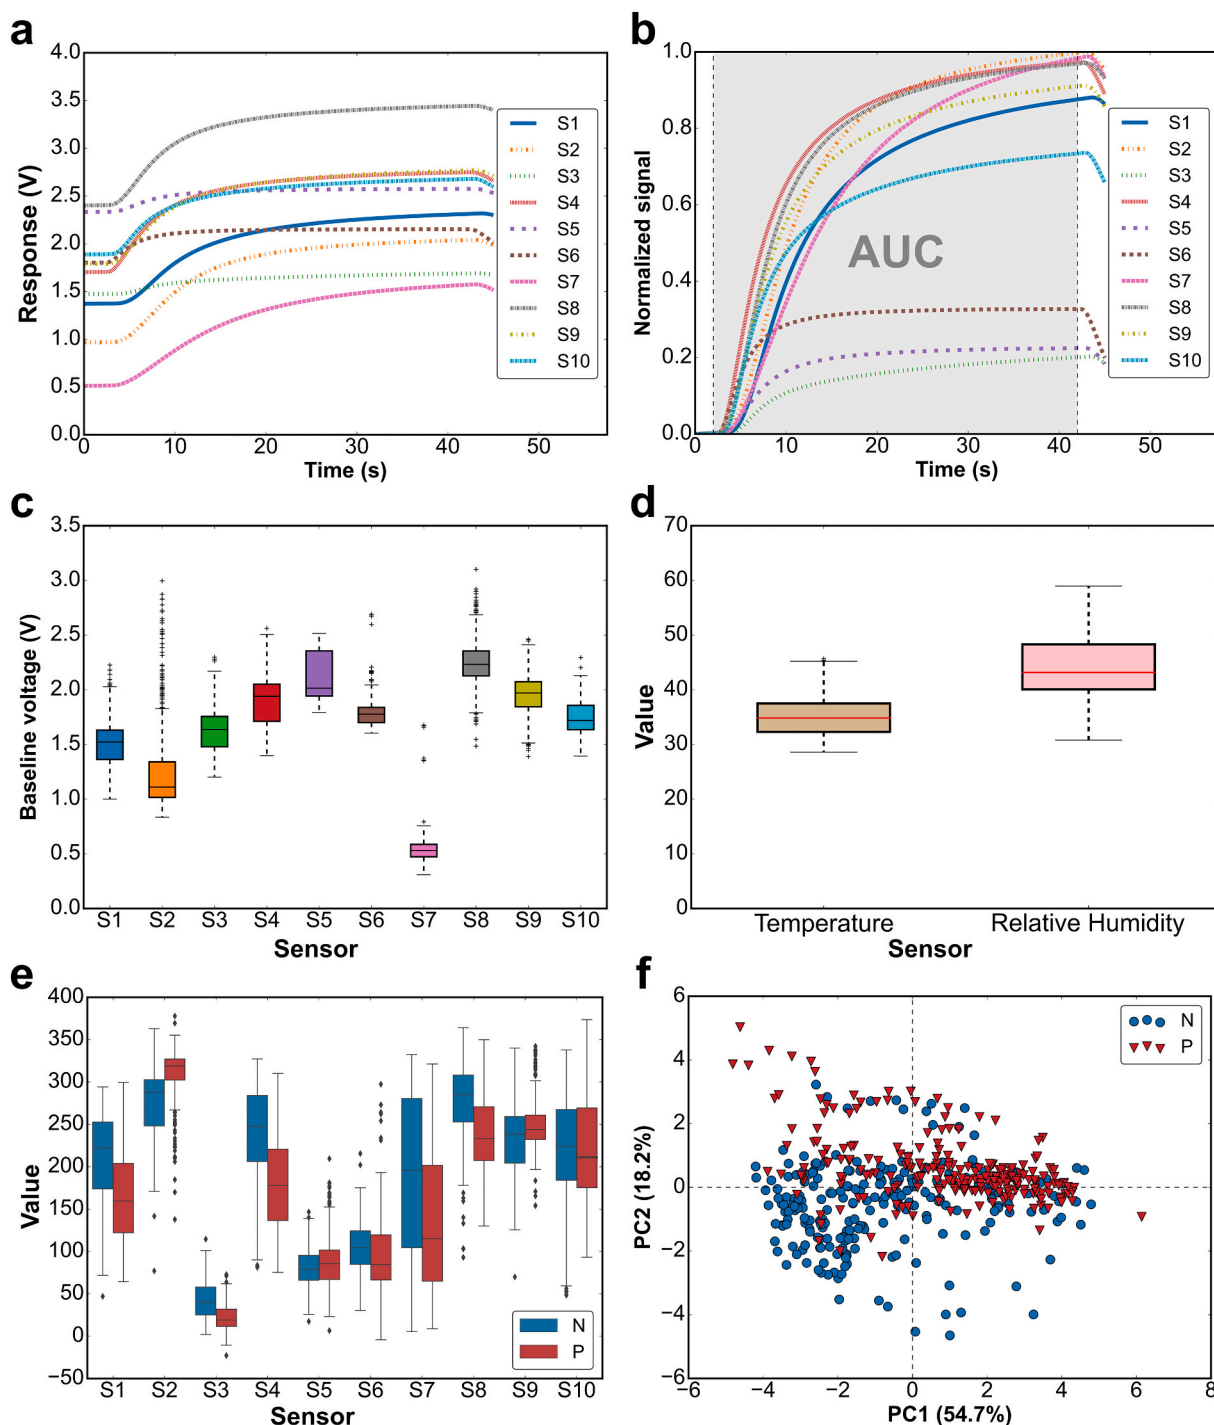 a
4.0
3.5
3.0
2.5
2.0
1.5
1.0
0.5
0.0
Response (V)
0
10
20
30
40
50
Time (s)
S1
S2
S3
S4
S5
S6
S7
S8
S9
S10
b
1.0
0.8
0.6
0.4
0.2
0.0
Normalized signal
AUC
0
10
20
30
40
50
Time (s)
S1
S2
S3
S4
S5
S6
S7
S8
S9
S10
c
3.5
3.0
2.5
2.0
1.5
1.0
0.5
0.0
Baseline voltage (V)
S1 S2 S3 S4 S5 S6 S7 S8 S9 S10
Sensor
d
70
60
50
40
30
20
10
0
Value
Temperature Relative Humidity
Sensor
e
400
350
300
250
200
150
100
50
0
−50
Value
N
P
S1 S2 S3 S4 S5 S6 S7 S8 S9 S10
Sensor
f
6
4
2
0
−2
−4
−6
PC2 (18.2%)
N
P
−6 −4 −2 0 2 4 6 8
PC1 (54.7%)